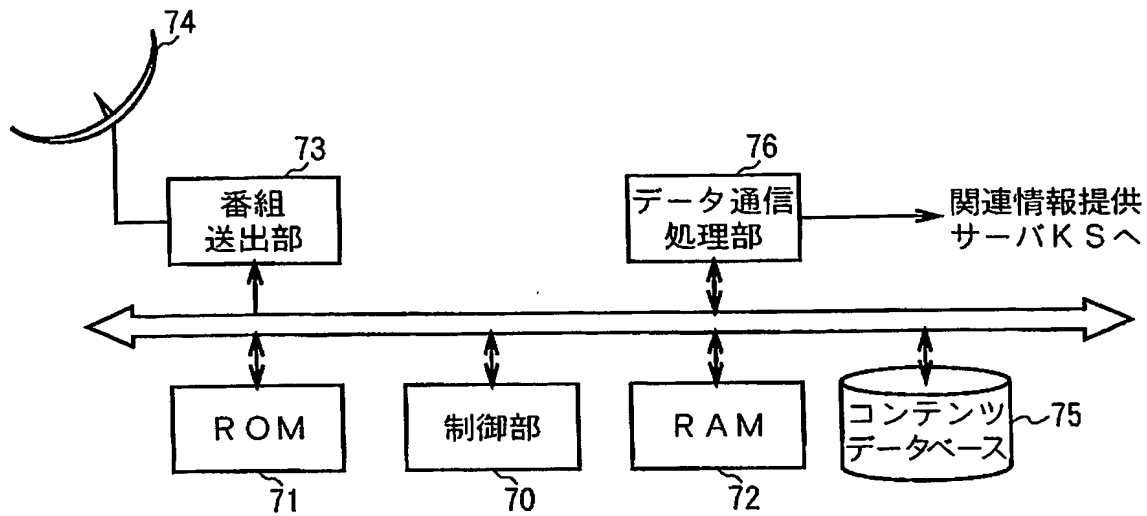 74
73
76
番組
送出部
データ通信
処理部
関連情報提供
サーバKSへ
ROM
制御部
RAM
コンテンツ
データベース
75
71
70
72